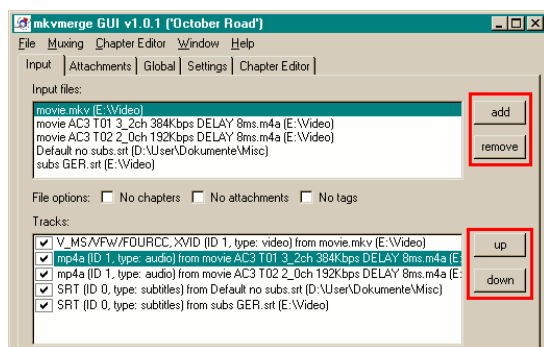 mkvmerge GUI v1.0.1 ('October Road')
File Muxing Chapter Editor Window Help
Input Attachments Global Settings Chapter Editor
Input files:
movie.mkv (E:\Video)
movie AC3 T01 3_2ch 384Kbps DELAY 8ms.m4a (E:\Video)
movie AC3 T02 2_0ch 192Kbps DELAY 8ms.m4a (E:\Video)
Default no subs.srt (D:\User\Dokumente\Misc)
subs GER.srt (E:\Video)
add
remove
File options: No chapters No attachments No tags
Tracks:
V_MS/VFW/FOURCC, XVID (ID 1, type: video) from movie.mkv (E:\Video)
mp4a (ID 1, type: audio) from movie AC3 T01 3_2ch 384Kbps DELAY 8ms.m4a (E:
mp4a (ID 1, type: audio) from movie AC3 T02 2_0ch 192Kbps DELAY 8ms.m4a (E:
SRT (ID 0, type: subtitles) from Default no subs.srt (D:\User\Dokumente\Misc)
SRT (ID 0, type: subtitles) from subs GER.srt (E:\Video)
up
down